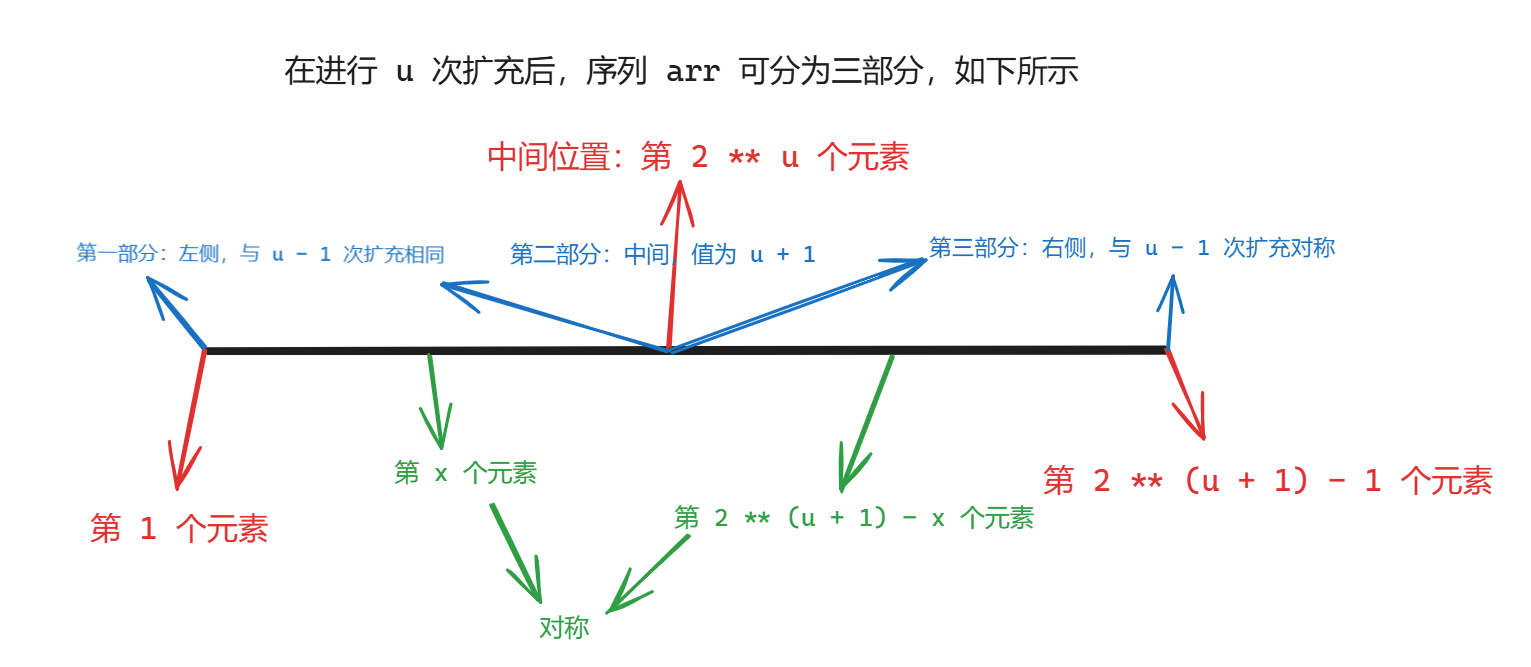 在进行 u 次扩充后，序列 arr 可分为三部分，如下所示
中间位置：第 2 ** u 个元素
第一部分：左侧，与 u - 1 次扩充相同
第二部分：中间，值为 u + 1
第三部分：右侧，与 u - 1 次扩充对称
第 x 个元素
第 2 ** (u + 1) - 1 个元素
第 1 个元素
第 2 ** (u + 1) - x 个元素
对称